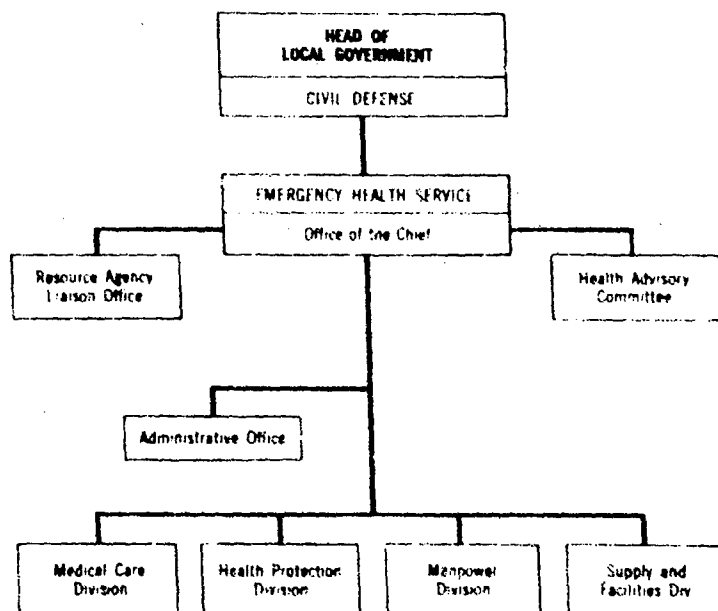 HEAD OF
LOCAL GOVERNMENT
CIVIL DEFENSE
EMERGENCY HEALTH SERVICE
Office of the Chief
Resource Agency
Liaison Office
Health Advisory
Committee
Administrative Office
Medical Care
Division
Health Protection
Division
Manpower
Division
Supply and
Facilities Div